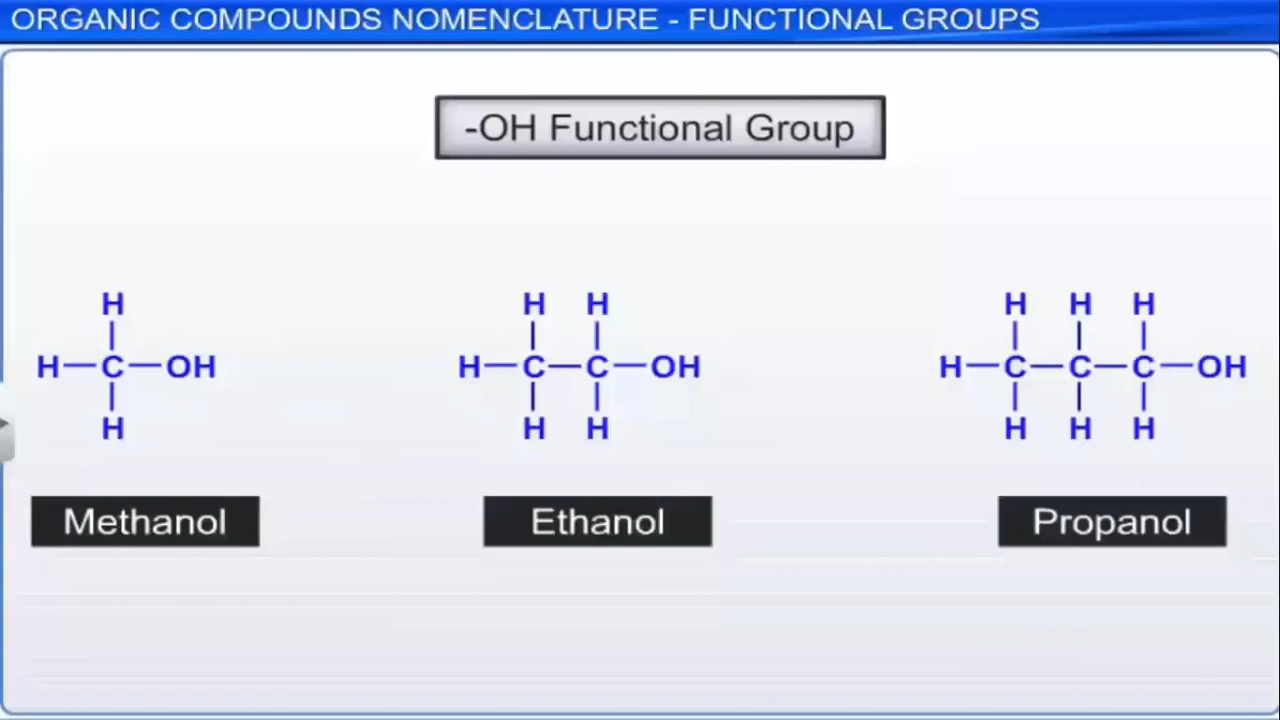 ORGANIC COMPOUNDS NOMENCLATURE - FUNCTIONAL GROUPS
-OH Functional Group
H H H H H H
H—C—OH H—C—C—OH H—C—C—C—OH
H H H H H H
Methanol Ethanol Propanol